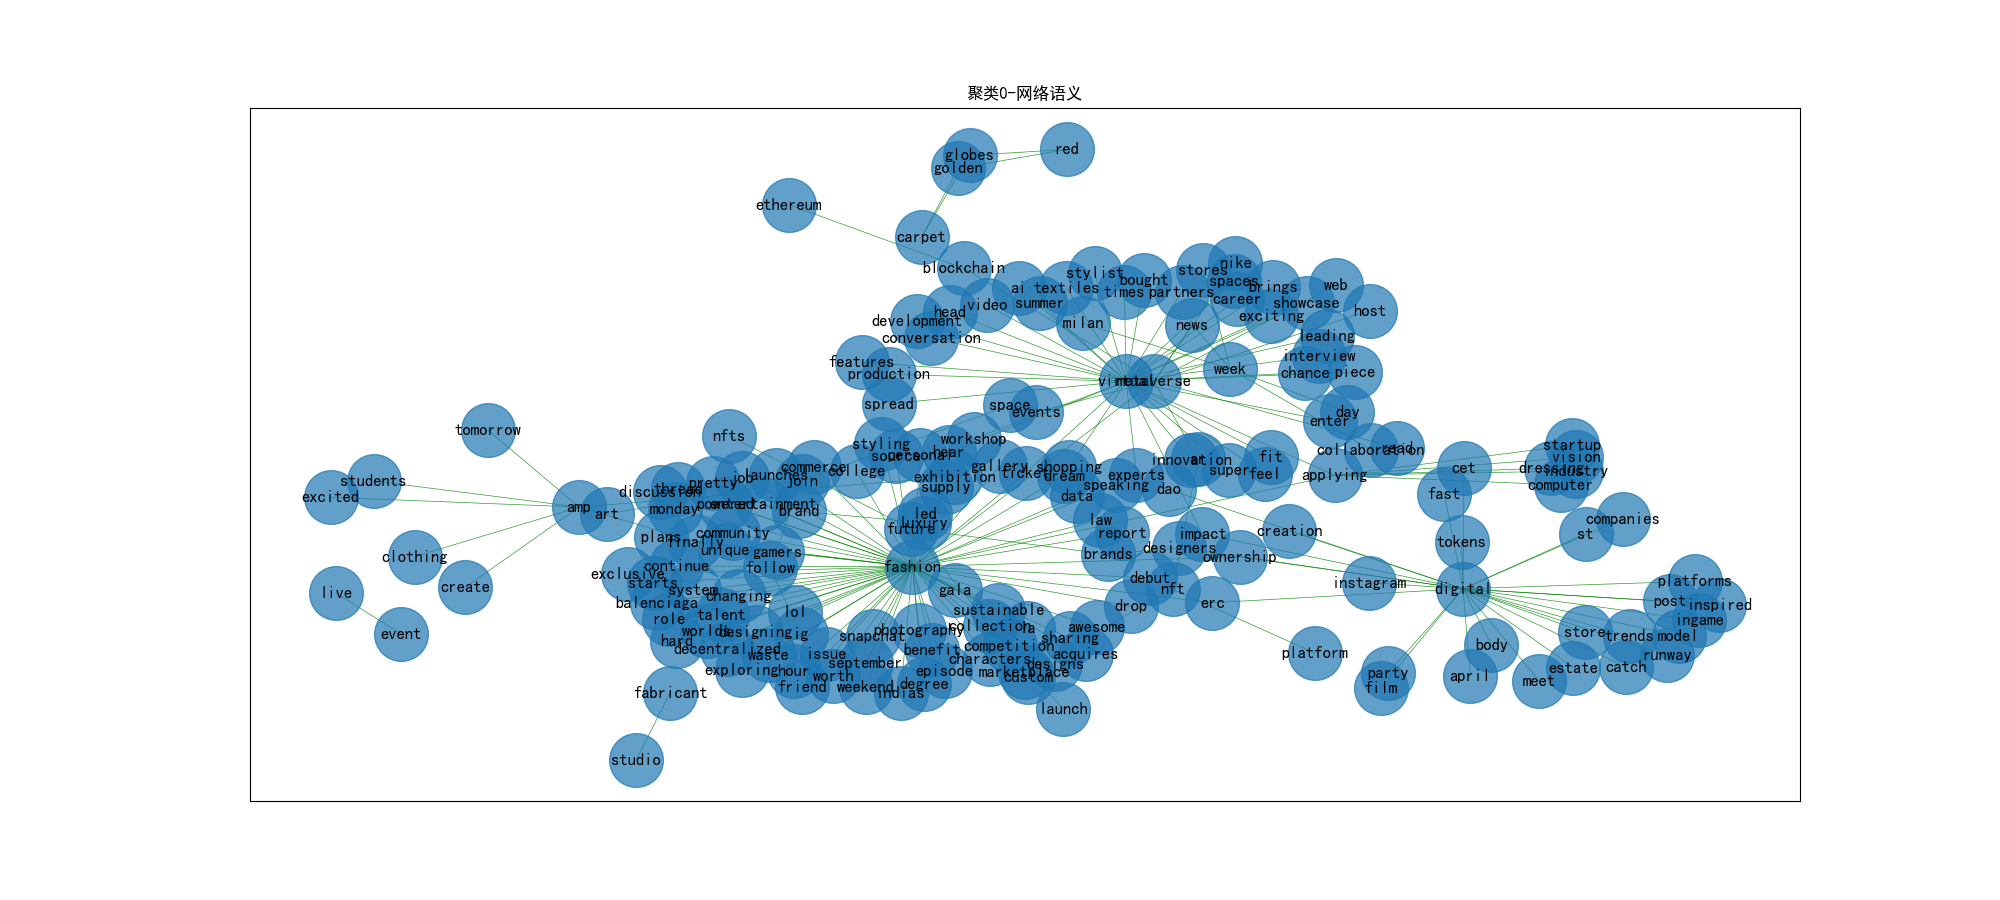 聚类0-网络语义
globes
red
golden
ethereum
carpet
blockchain
nike
stylist
stores
bought
spaces
web
ai
textiles
times
partners
brings
summer
video
career
showcase
head
host
exciting
development
milan
news
conversation
leading
interview
features
week
production
chance
piece
virtual
metaverse
spread
space
events
day
enter
tomorrow
nfts
workshop
styling
collaboration
read
startup
source
personal
hear
vision
innovation
ar
fit
commerce
college
gallery
shopping
cet
dressing
industry
launches
super
feel
job
exhibition
ticket
dream
experts
applying
students
pretty
join
speaking
computer
supply
thread
discussion
dao
fast
excited
data
powered
entertainment
monday
amp
art
brand
led
luxury
law
companies
future
community
report
impact
creation
st
plans
finally
tokens
unique
gamers
designers
brands
ownership
clothing
continue
follow
fashion
exclusive
starts
debut
instagram
platforms
create
system
gala
nft
digital
live
changing
balenciaga
erc
post
inspired
talent
lol
sustainable
drop
role
ingame
collection
la
awesome
worlds
designing
ig
photography
event
snapchat
sharing
store
trends
model
hard
decentralized
benefit
competition
body
waste
issue
platform
acquires
runway
september
characters
designs
exploring
hour
episode
marketplace
estate
catch
worth
party
april
custom
meet
friend
weekend
degree
film
fabricant
indias
launch
studio